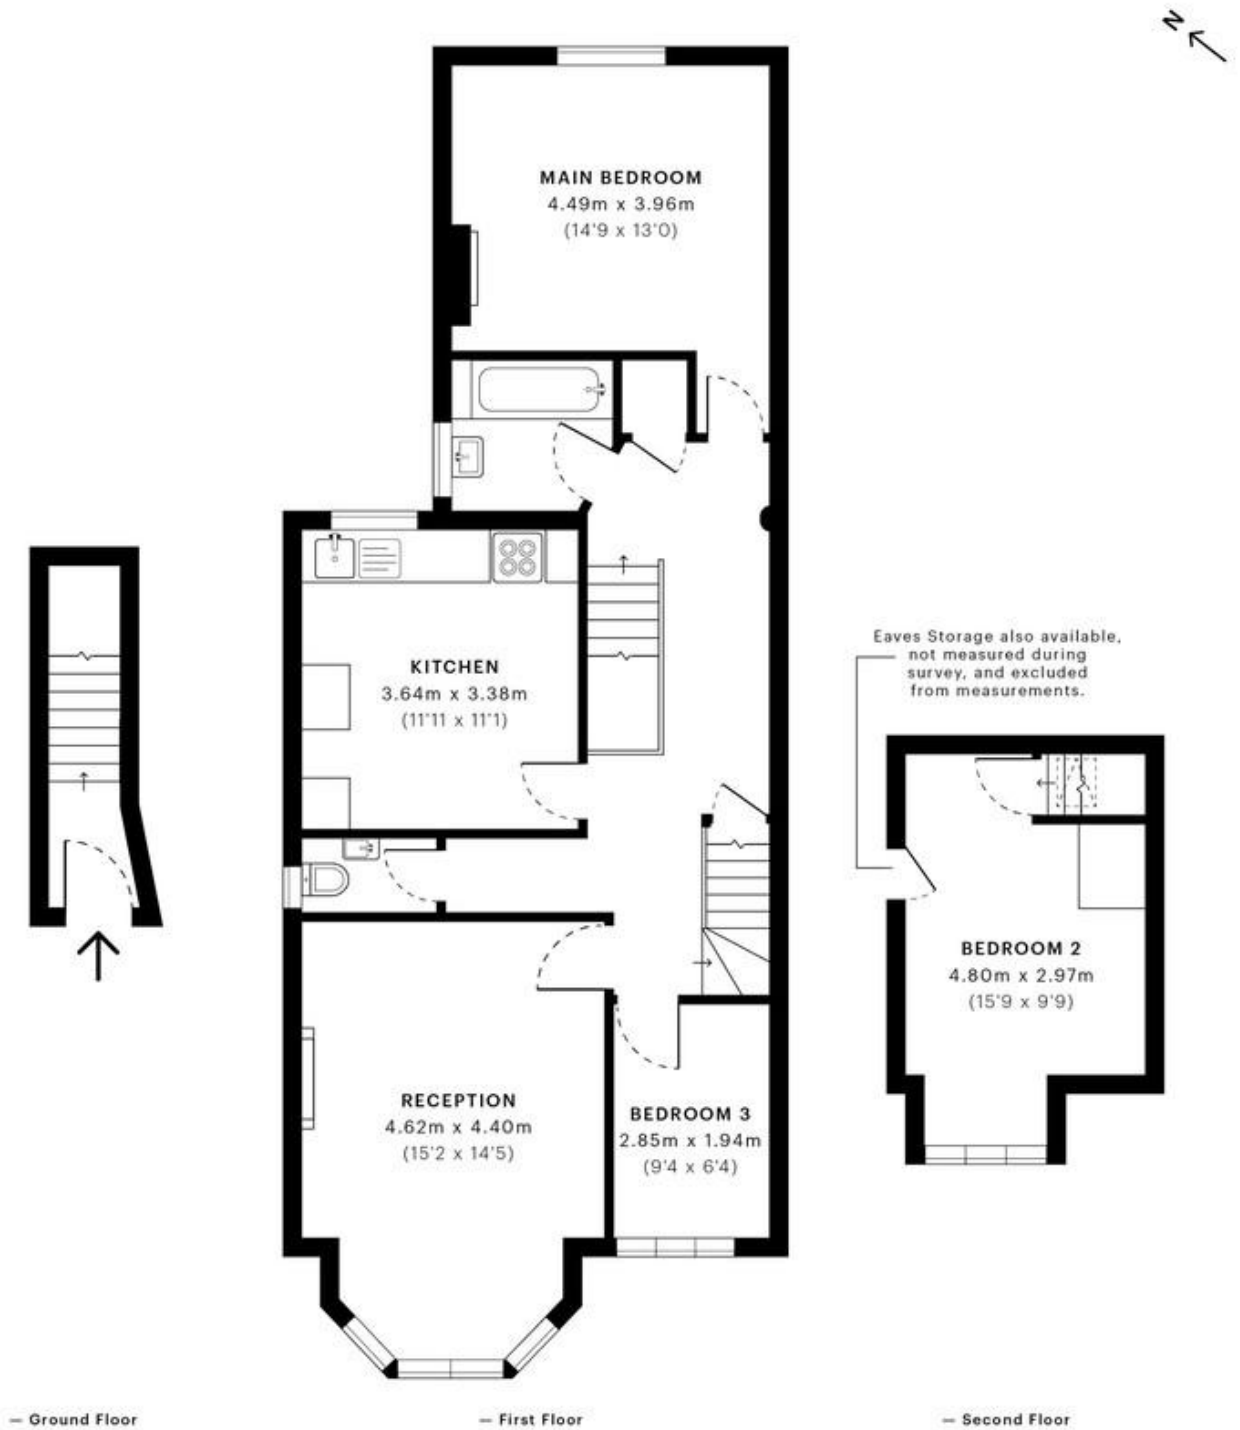 N
MAIN BEDROOM
4.49m x 3.96m
(14'9 x 13'0)
KITCHEN
3.64m x 3.38m
(11'11 x 11'1)
Eaves Storage also available,
not measured during
survey, and excluded
from measurements.
BEDROOM 2
4.80m x 2.97m
(15'9 x 9'9)
RECEPTION
4.62m x 4.40m
(15'2 x 14'5)
BEDROOM 3
2.85m x 1.94m
(9'4 x 6'4)
— Ground Floor
— First Floor
— Second Floor